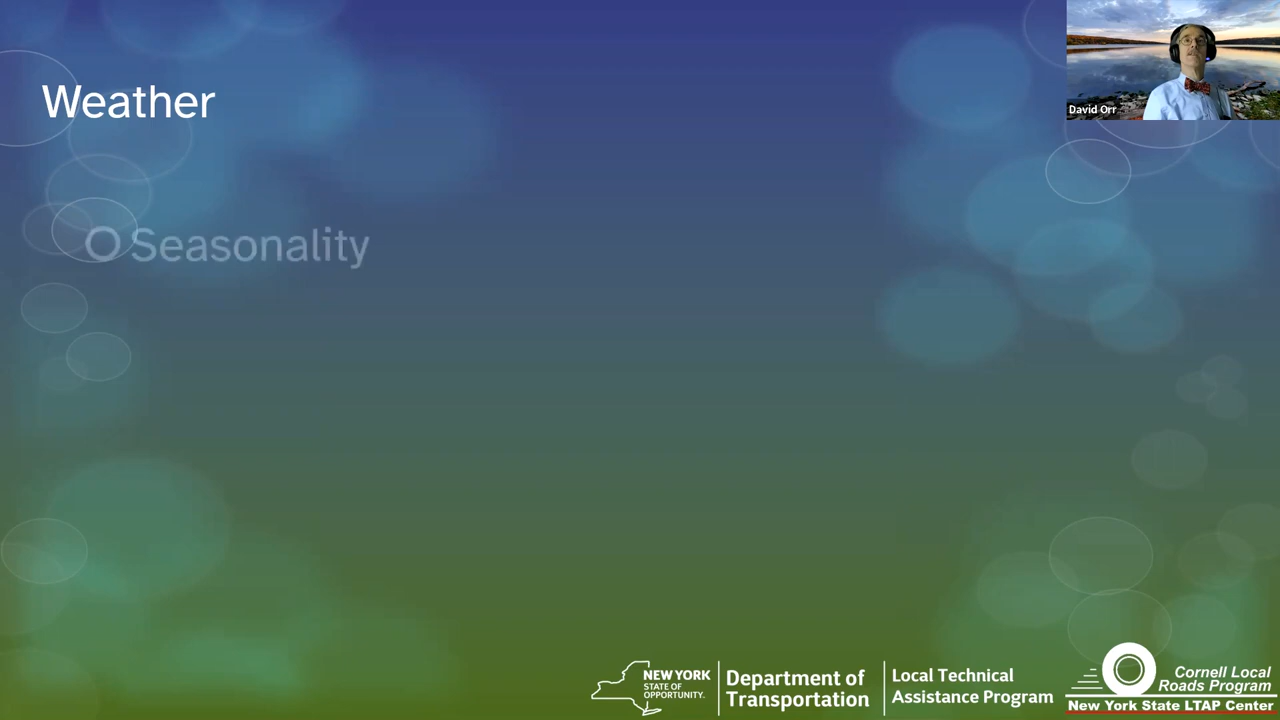 Weather
Seasonality
David Orr
NEW YORK
STATE OF
OPPORTUNITY.
Department of
Transportation
Local Technical
Assistance Program
Cornell Local
Roads Program
New York State LTAP Center